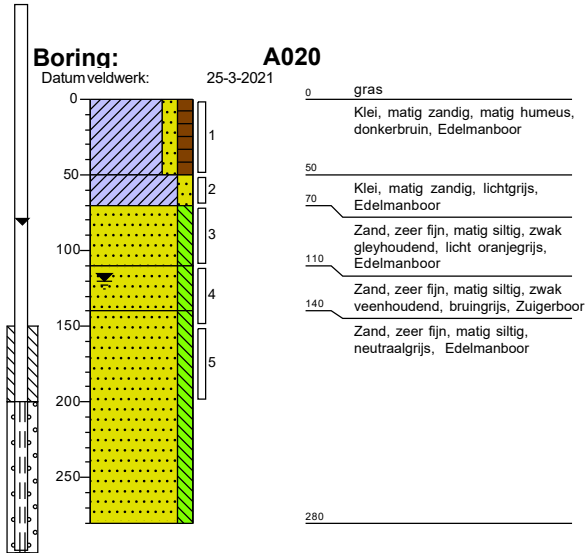 Boring: A020
Datum veldwerk: 25-3-2021
0
50
100
150
200
250
1
2
3
4
5
0 gras
Klei, matig zandig, matig humeus,
donkerbruin, Edelmanboor
50
Klei, matig zandig, lichtgrijs,
Edelmanboor
70
Zand, zeer fijn, matig siltig, zwak
gleyhoudend, licht oranjegrijs,
Edelmanboor
110
Zand, zeer fijn, matig siltig, zwak
veenhoudend, bruingrijs, Zuigerboor
140
Zand, zeer fijn, matig siltig,
neutraalgrijs, Edelmanboor
280